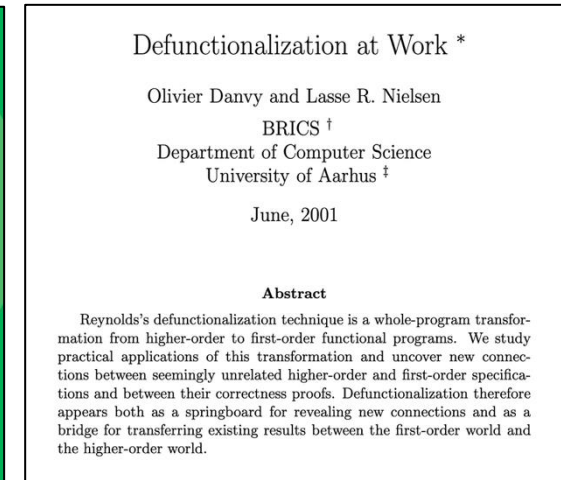 Defunctionalization at Work *
Olivier Danvy and Lasse R. Nielsen
BRICS †
Department of Computer Science
University of Aarhus ‡
June, 2001
Abstract
Reynolds's defunctionalization technique is a whole-program transfor-
mation from higher-order to first-order functional programs. We study
practical applications of this transformation and uncover new connec-
tions between seemingly unrelated higher-order and first-order specifica-
tions and between their correctness proofs. Defunctionalization therefore
appears both as a springboard for revealing new connections and as a
bridge for transferring existing results between the first-order world and
the higher-order world.